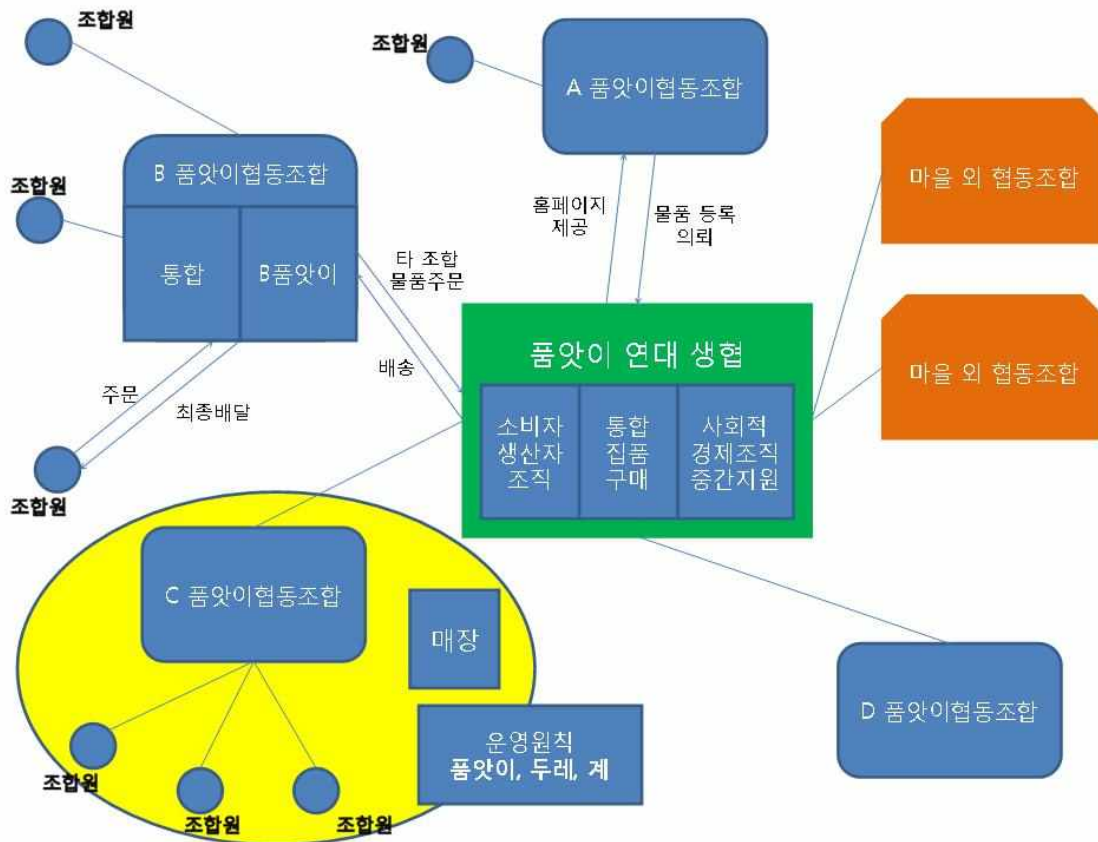 조합원
조합원
A 품앗이협동조합
B 품앗이협동조합
조합원
통합
B품앗이
타 조합
물품주문
배송
홈페이지
제공
물품 등록
의뢰
마을 외 협동조합
마을 외 협동조합
품앗이 연대 생협
소비자
생산자
조직
통합
집품
구매
사회적
경제조직
중간지원
주문
최종배달
조합원
C 품앗이협동조합
매장
D 품앗이협동조합
운영원칙
품앗이, 두레, 계
조합원
조합원
조합원